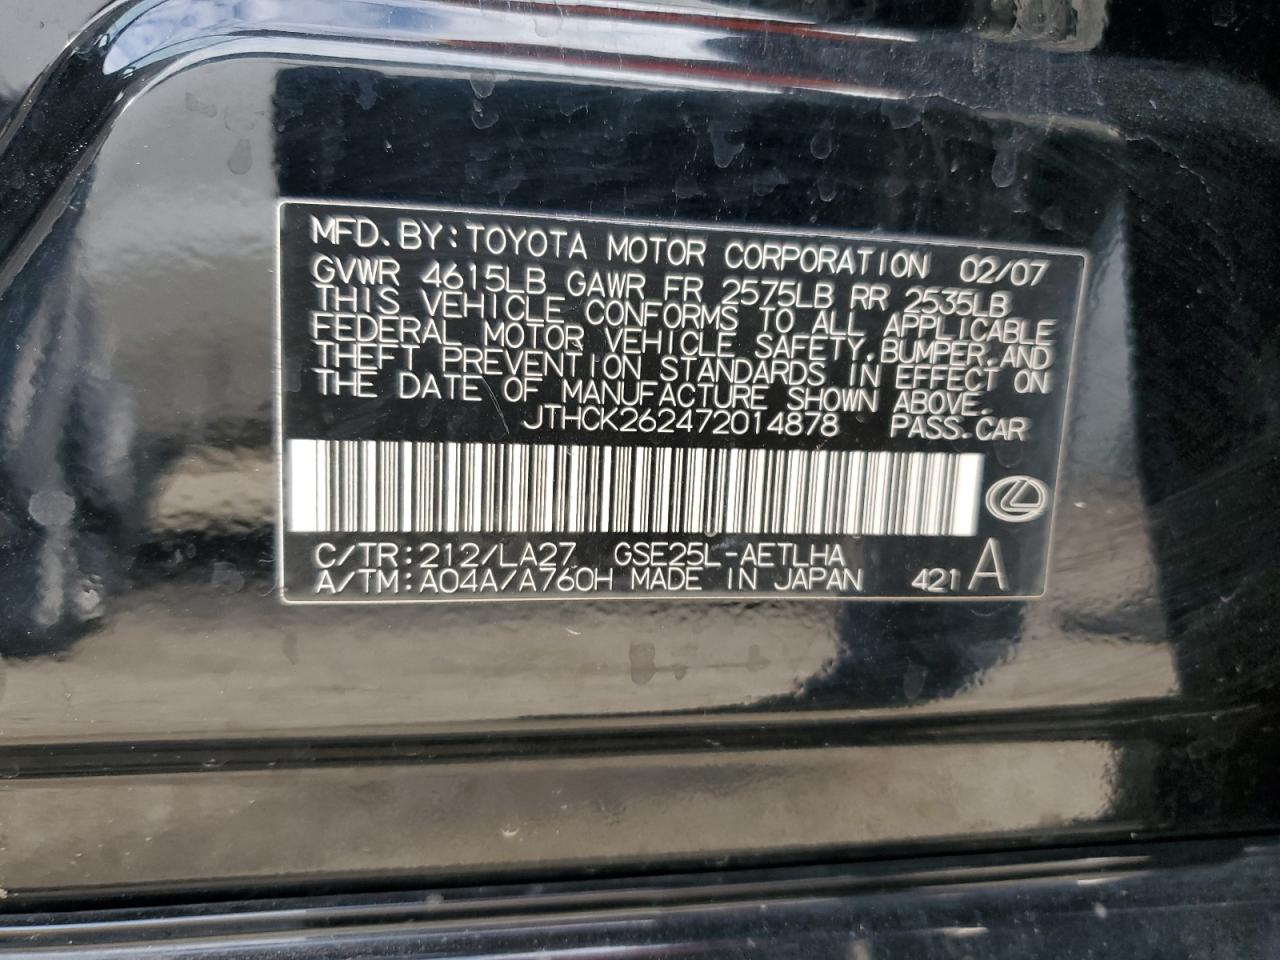 MFD.BY:TOYOTA MOTOR CORPORATION 02/07
GVWR 4615LB GAWR FR 2575LB RR 2535LB
THIS VEHICLE CONFORMS TO ALL APPLICABLE
FEDERAL MOTOR VEHICLE SAFETY.BUMPER.AND
THEFT PREVENTION STANDARDS IN EFFECT ON
THE DATE OF MANUFACTURE SHOWN ABOVE.
JTHCK262472014878 PASS.CAR
C/TR:212/LA27 GSE25L-AETLHA
A/TM:A04A/A760H MADE IN JAPAN 421 A